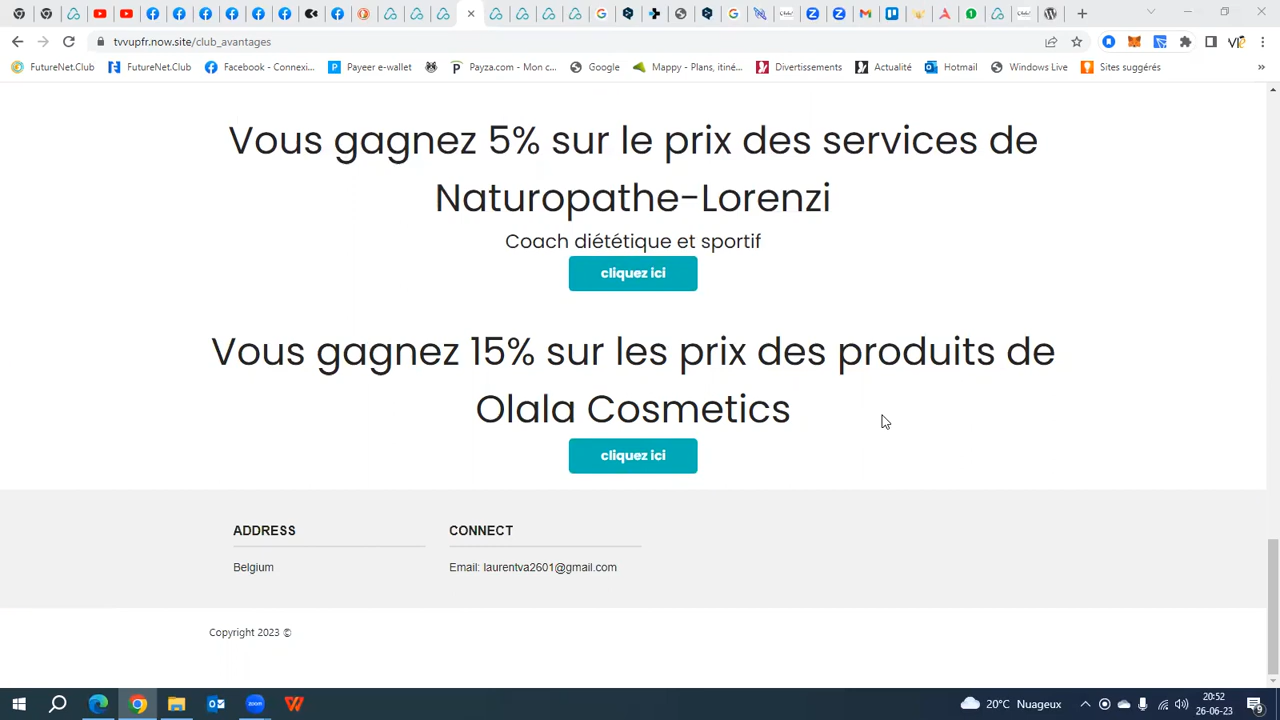 tvvupfr.now.site/club_avantages
FutureNet.Club
FutureNet.Club
Facebook - Connexi...
Payeer e-wallet
Payza.com - Mon c...
Google
Mappy - Plans, itiné...
Divertissements
Actualité
Hotmail
Windows Live
Sites suggérés
»
Vous gagnez 5% sur le prix des services de
Naturopathe-Lorenzi
Coach diététique et sportif
cliquez ici
Vous gagnez 15% sur les prix des produits de
Olala Cosmetics
cliquez ici
ADDRESS
CONNECT
Belgium
Email: laurentva2601@gmail.com
Copyright 2023 ©
20°C Nuageux
20:52
26-06-23